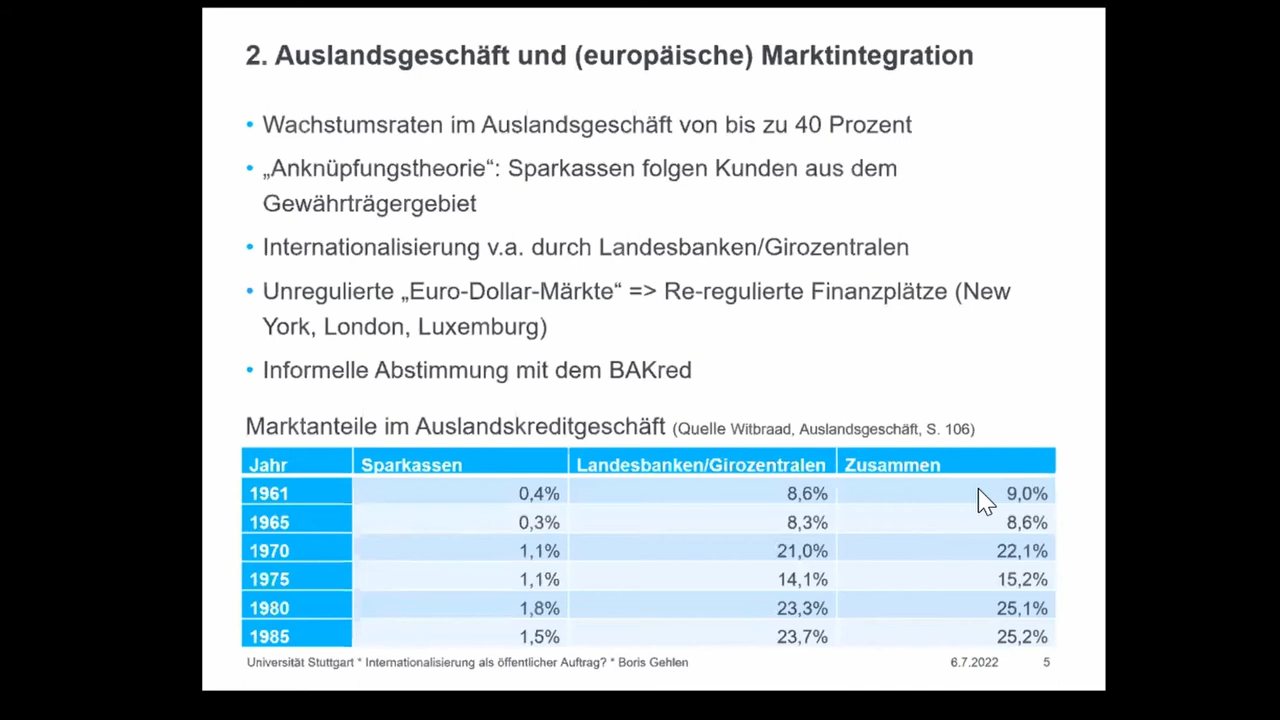 2. Auslandsgeschäft und (europäische) Marktintegration
• Wachstumsraten im Auslandsgeschäft von bis zu 40 Prozent
• „Anknüpfungstheorie“: Sparkassen folgen Kunden aus dem
Gewährträgergebiet
• Internationalisierung v.a. durch Landesbanken/Girozentralen
• Unregulierte „Euro-Dollar-Märkte“ => Re-regulierte Finanzplätze (New
York, London, Luxemburg)
• Informelle Abstimmung mit dem BAKred
Marktanteile im Auslandskreditgeschäft (Quelle Witbraad, Auslandsgeschäft, S. 106)
Jahr Sparkassen Landesbanken/Girozentralen Zusammen
1961 0,4% 8,6% 9,0%
1965 0,3% 8,3% 8,6%
1970 1,1% 21,0% 22,1%
1975 1,1% 14,1% 15,2%
1980 1,8% 23,3% 25,1%
1985 1,5% 23,7% 25,2%
Universität Stuttgart * Internationalisierung als öffentlicher Auftrag? * Boris Gehlen 6.7.2022 5